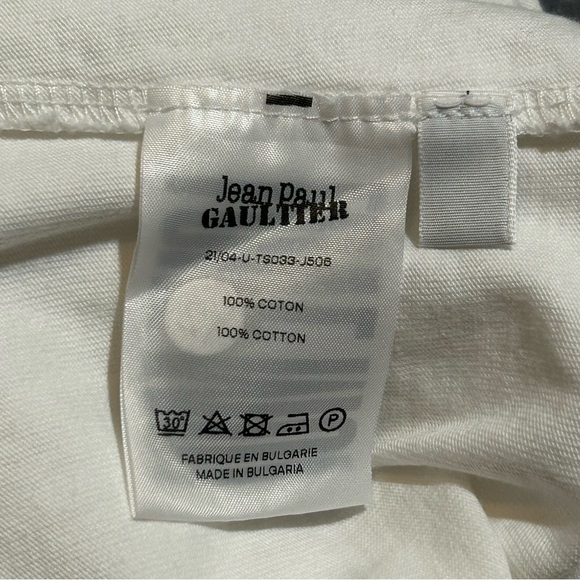 Jean Paul
GAULTIER
21/04-U-TS033-J506
100% COTON
100% COTTON
30°
P
FABRIQUE EN BULGARIE
MADE IN BULGARIA